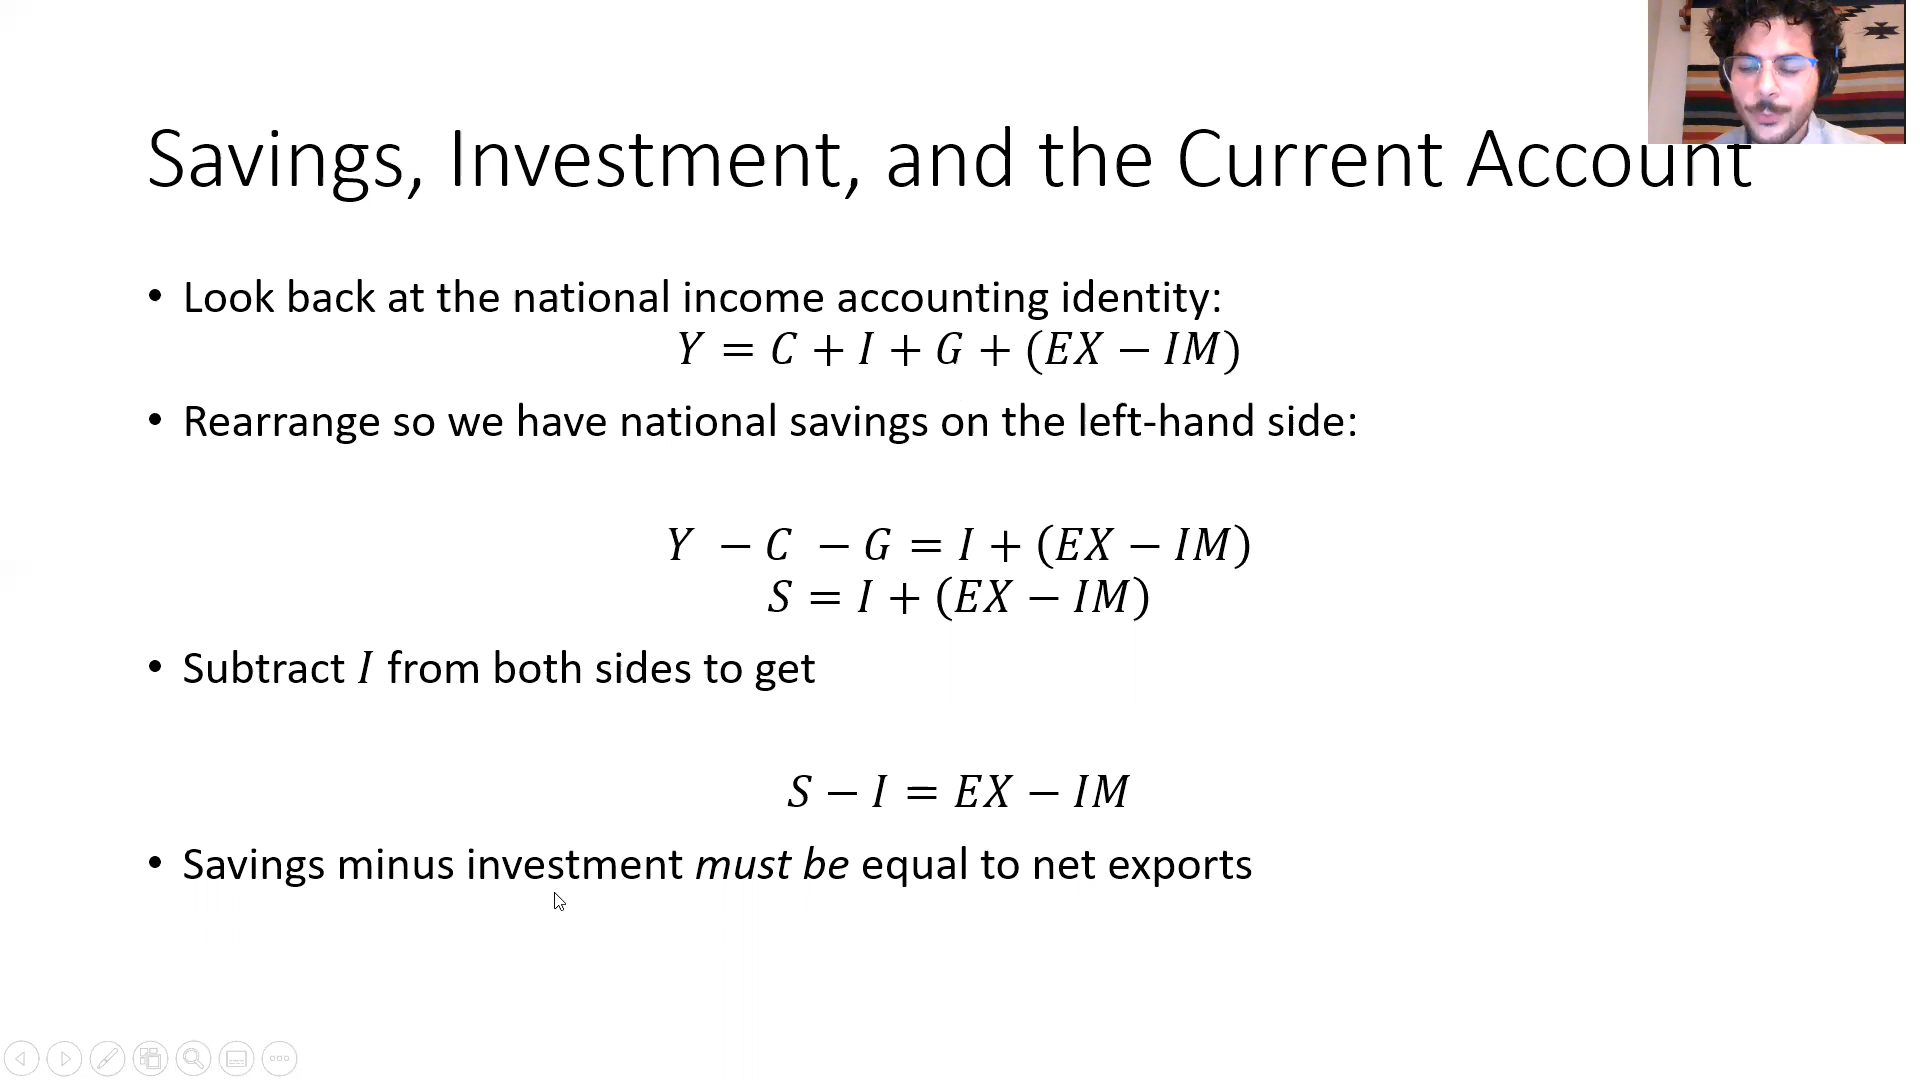 Savings, Investment, and the Current Account
• Look back at the national income accounting identity:
Y = C + I + G + (EX − IM)
• Rearrange so we have national savings on the left-hand side:
Y − C − G = I + (EX − IM)
S = I + (EX − IM)
• Subtract I from both sides to get
S − I = EX − IM
• Savings minus investment must be equal to net exports